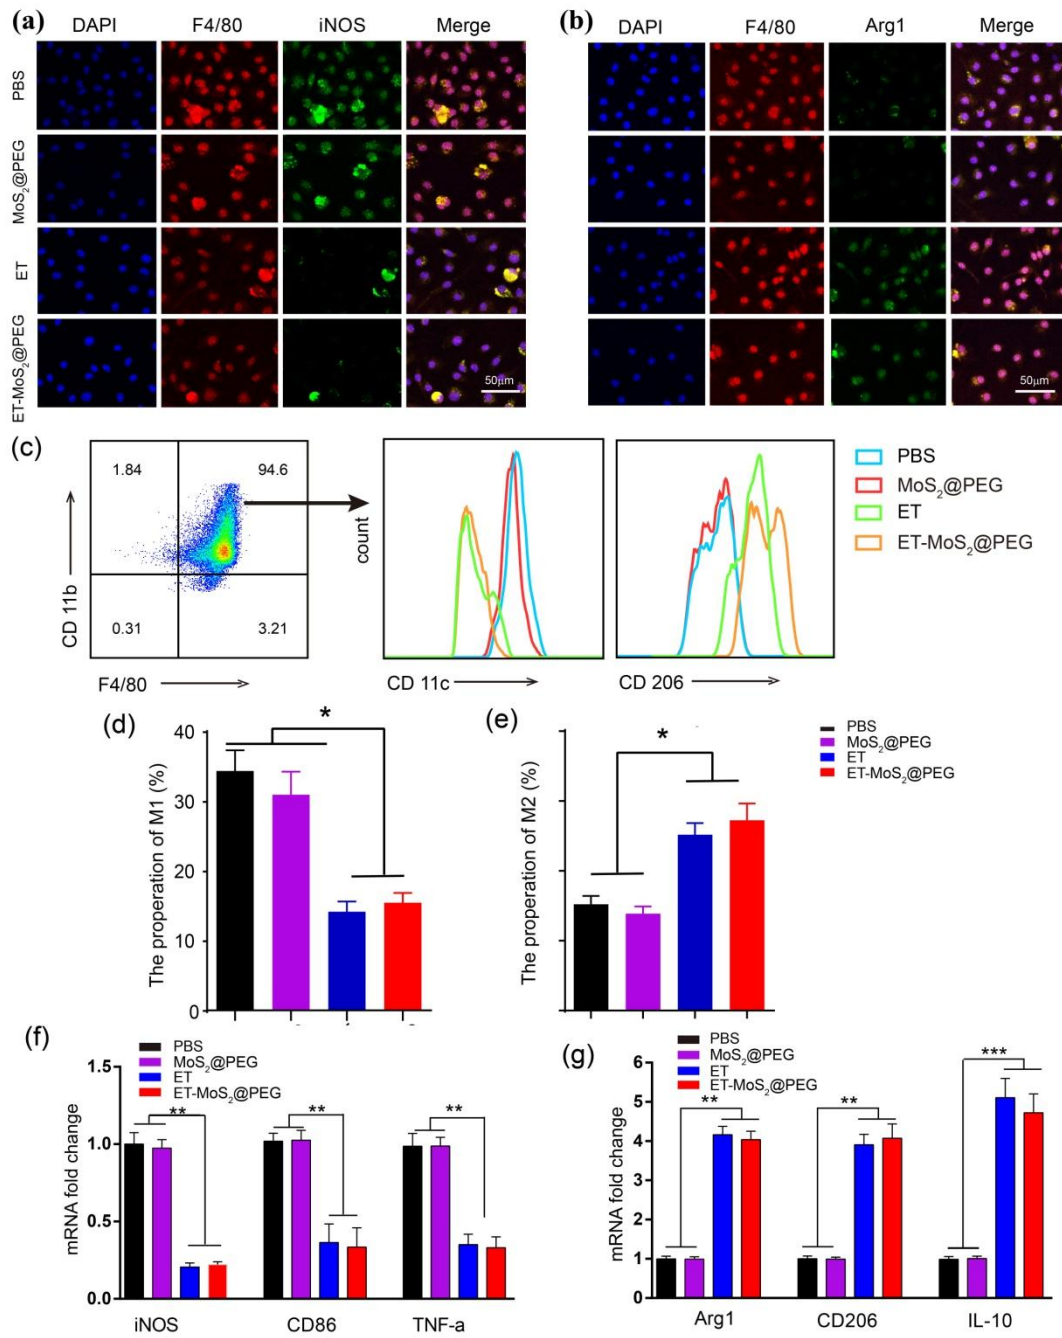 (a)
DAPI F4/80 iNOS Merge
PBS
MoS2@PEG
ET
ET-MoS2@PEG
50μm
(b)
DAPI F4/80 Arg1 Merge
50μm
(c)
1.84 94.6
0.31 3.21
CD 11b
F4/80
count
CD 11c
CD 206
PBS
MoS2@PEG
ET
ET-MoS2@PEG
(d)
*
40
30
20
10
0
The properation of M1 (%)
(e)
*
The properation of M2 (%)
PBS
MoS2@PEG
ET
ET-MoS2@PEG
(f)
PBS
MoS2@PEG
ET
ET-MoS2@PEG
1.5
1.0
0.5
0.0
mRNA fold change
** ** **
iNOS CD86 TNF-a
(g)
PBS
MoS2@PEG
ET
ET-MoS2@PEG
6
5
4
3
2
1
0
mRNA fold change
** ** ***
Arg1 CD206 IL-10